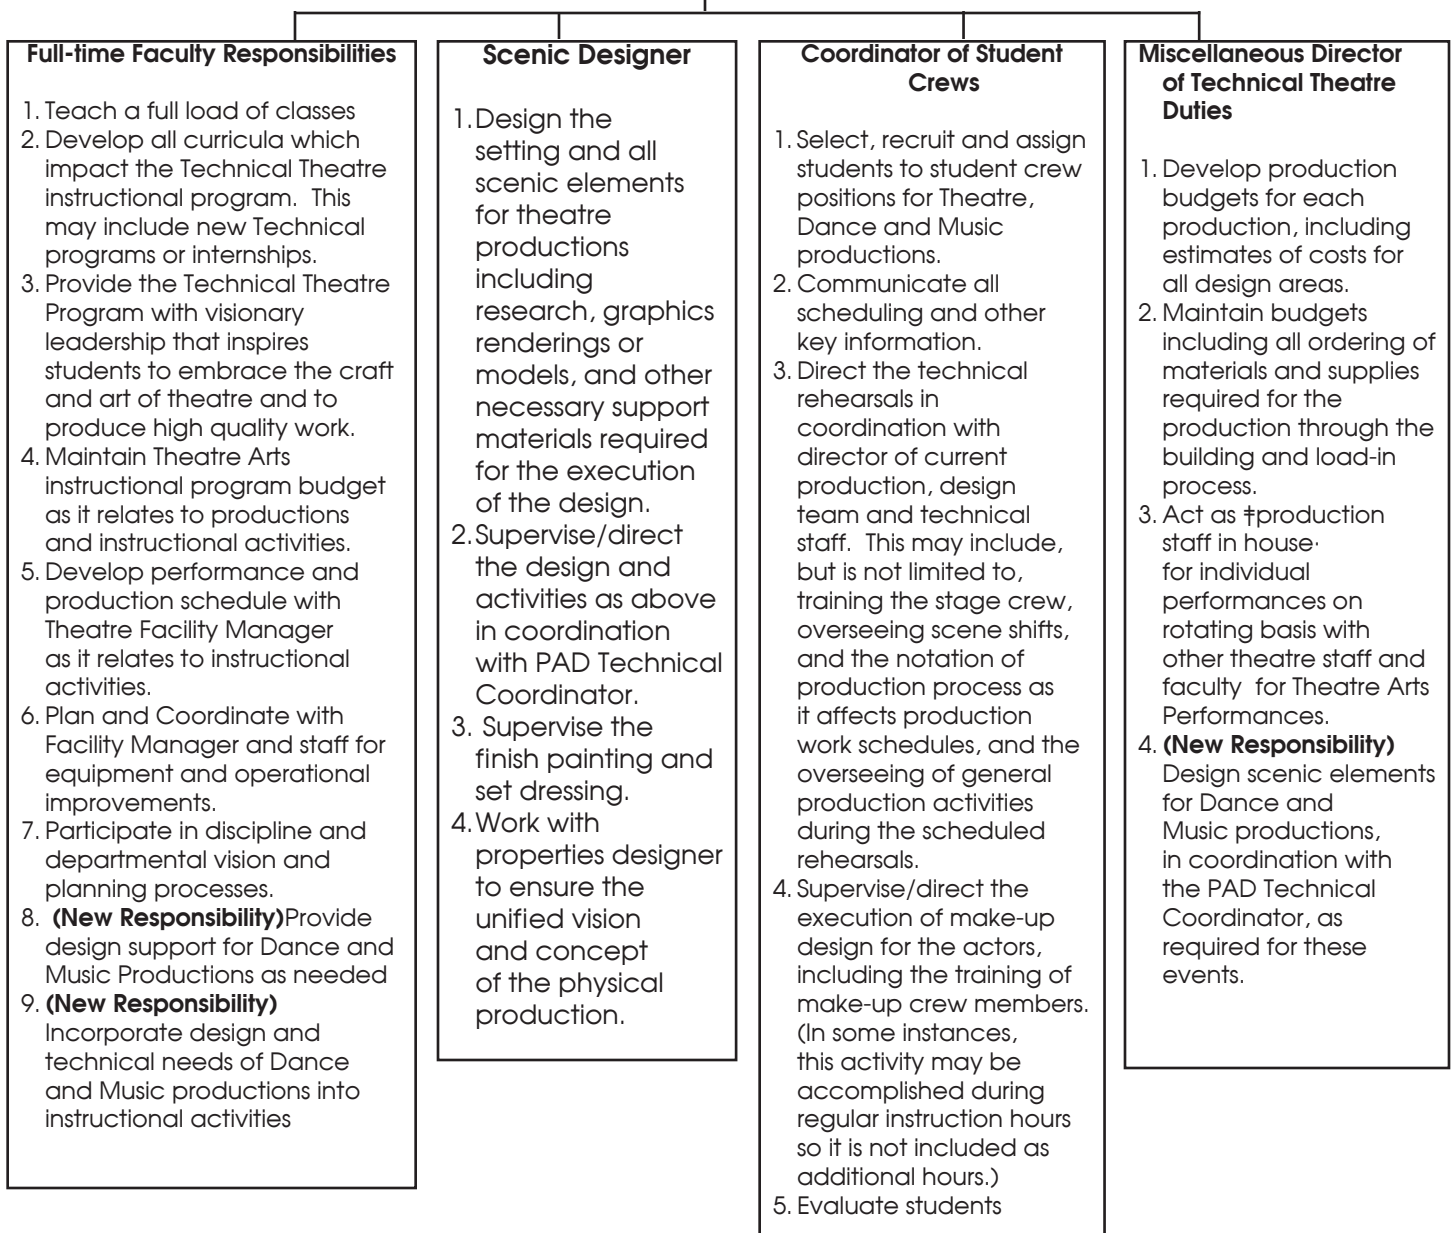 Full-time Faculty Responsibilities
1. Teach a full load of classes
2. Develop all curricula which
impact the Technical Theatre
instructional program.  This
may include new Technical
programs or internships.
3. Provide the Technical Theatre
Program with visionary
leadership that inspires
students to embrace the craft
and art of theatre and to
produce high quality work.
4. Maintain Theatre Arts
instructional program budget
as it relates to productions
and instructional activities.
5. Develop performance and
production schedule with
Theatre Facility Manager
as it relates to instructional
activities.
6. Plan and Coordinate with
Facility Manager and staff for
equipment and operational
improvements.
7. Participate in discipline and
departmental vision and
planning processes.
8.  (New Responsibility)Provide
design support for Dance and
Music Productions as needed
9. (New Responsibility)
Incorporate design and
technical needs of Dance
and Music productions into
instructional activities
Scenic Designer
1. Design the
setting and all
scenic elements
for theatre
productions
including
research, graphics
renderings or
models, and other
necessary support
materials required
for the execution
of the design.
2. Supervise/direct
the design and
activities as above
in coordination
with PAD Technical
Coordinator.
3.  Supervise the
finish painting and
set dressing.
4. Work with
properties designer
to ensure the
unified vision
and concept
of the physical
production.
Coordinator of Student
Crews
1. Select, recruit and assign
students to student crew
positions for Theatre,
Dance and Music
productions.
2. Communicate all
scheduling and other
key information.
3. Direct the technical
rehearsals in
coordination with
director of current
production, design
team and technical
staff.  This may include,
but is not limited to,
training the stage crew,
overseeing scene shifts,
and the notation of
production process as
it affects production
work schedules, and the
overseeing of general
production activities
during the scheduled
rehearsals.
4. Supervise/direct the
execution of make-up
design for the actors,
including the training of
make-up crew members.
(In some instances,
this activity may be
accomplished during
regular instruction hours
so it is not included as
additional hours.)
5. Evaluate students
Miscellaneous Director
of Technical Theatre
Duties
1. Develop production
budgets for each
production, including
estimates of costs for
all design areas.
2. Maintain budgets
including all ordering of
materials and supplies
required for the
production through the
building and load-in
process.
3. Act as ‡production
staff in house·
for individual
performances on
rotating basis with
other theatre staff and
faculty  for Theatre Arts
Performances.
4. (New Responsibility)
Design scenic elements
for Dance and
Music productions,
in coordination with
the PAD Technical
Coordinator, as
required for these
events.